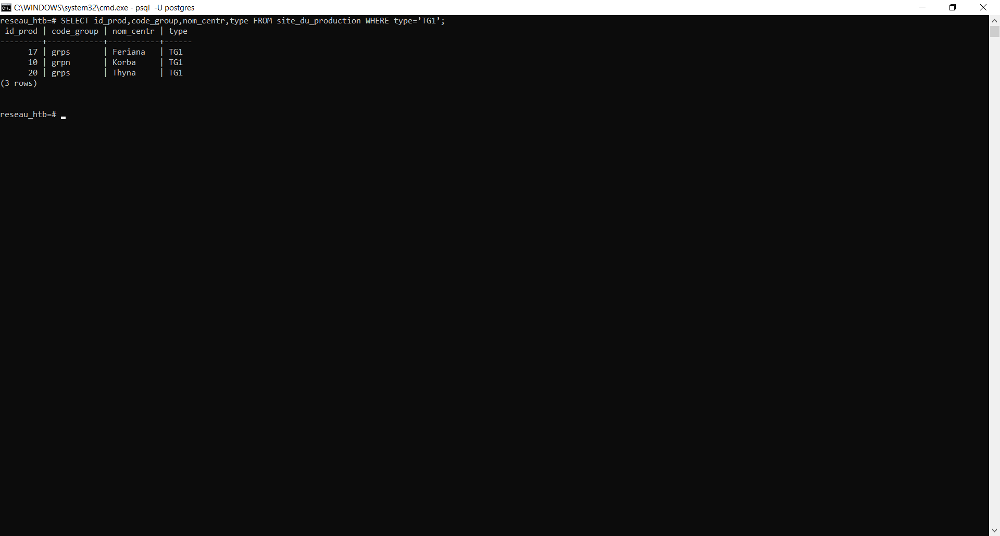 C:\WINDOWS\system32\cmd.exe - psql  -U postgres
reseau_htb=# SELECT id_prod,code_group,nom_centr,type FROM site_du_production WHERE type=’TG1’;
 id_prod | code_group | nom_centr | type
---------+------------+-----------+------
      17 | grps       | Feriana   | TG1
      10 | grpn       | Korba     | TG1
      20 | grps       | Thyna     | TG1
(3 rows)
reseau_htb=#